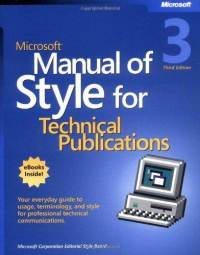 Microsoft
3
Third Edition
Microsoft
Manual of
Style for
Technical
Publications
eBooks
Inside!
Your everyday guide to
usage, terminology, and style
for professional technical
communications.
Microsoft Corporation Editorial Style Board